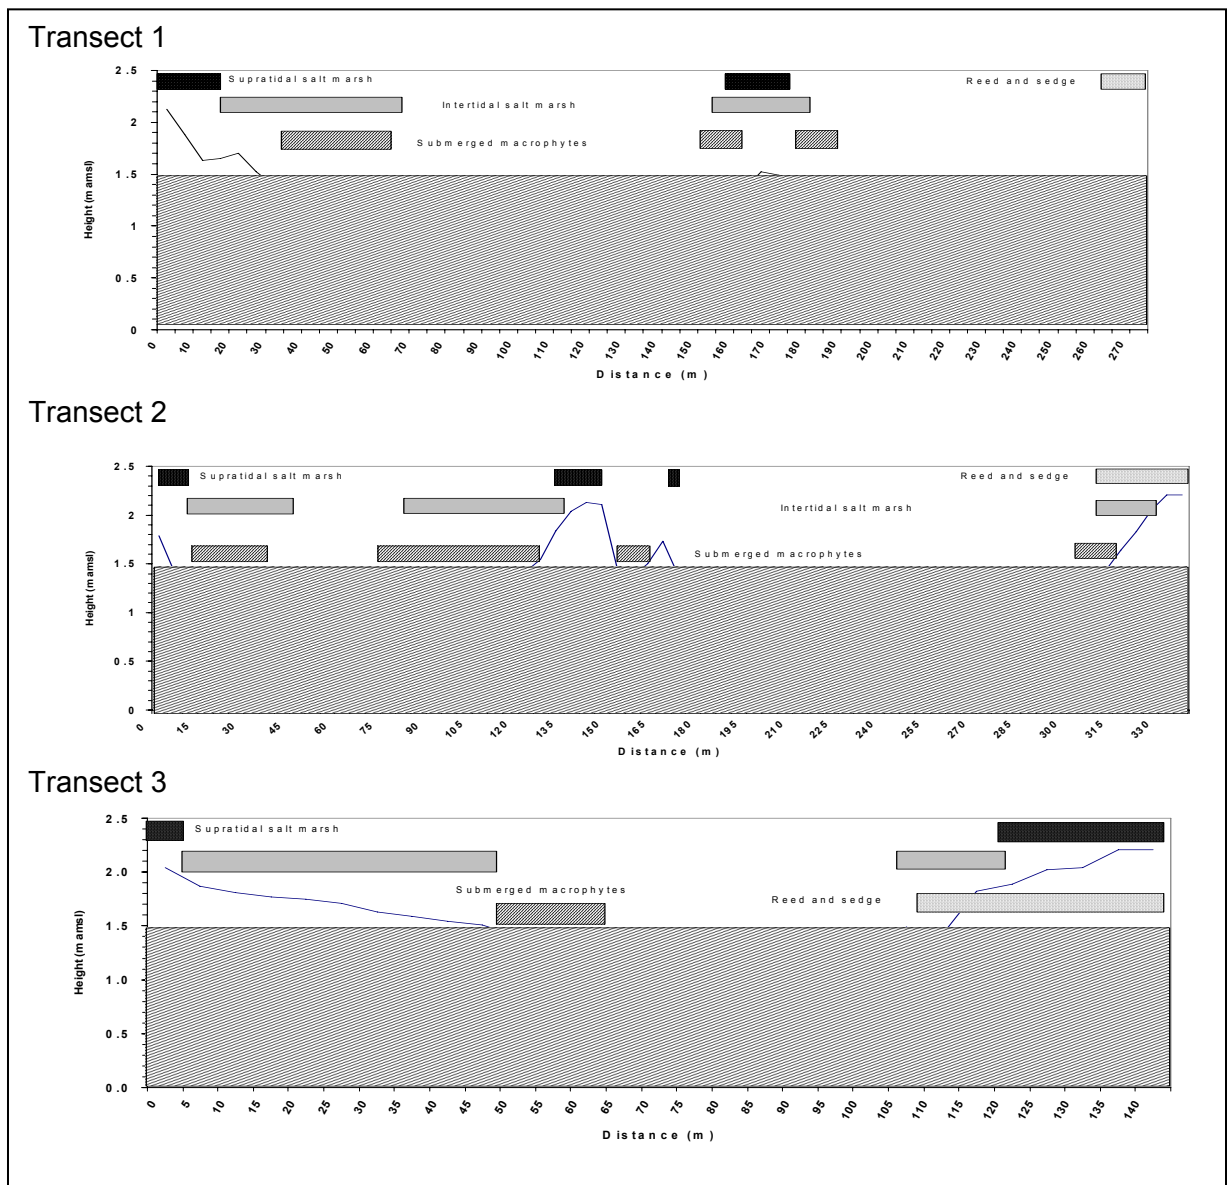 Transect 1
Supratidal salt marsh
Reed and sedge
Intertidal salt marsh
Submerged macrophytes
2.5
2
1.5
1
0.5
0
Height (m amsl)
0 10 20 30 40 50 60 70 80 90 100 110 120 130 140 150 160 170 180 190 200 210 220 230 240 250 260 270
Distance (m)
Transect 2
Supratidal salt marsh
Reed and sedge
Intertidal salt marsh
Submerged macrophytes
2.5
2
1.5
1
0.5
0
Height (m amsl)
0 15 30 45 60 75 90 105 120 135 150 165 180 195 210 225 240 255 270 285 300 315 330
Distance (m)
Transect 3
Supratidal salt marsh
Submerged macrophytes
Reed and sedge
2.5
2.0
1.5
1.0
0.5
0.0
Height (m amsl)
0 5 10 15 20 25 30 35 40 45 50 55 60 65 70 75 80 85 90 95 100 105 110 115 120 125 130 135 140
Distance (m)